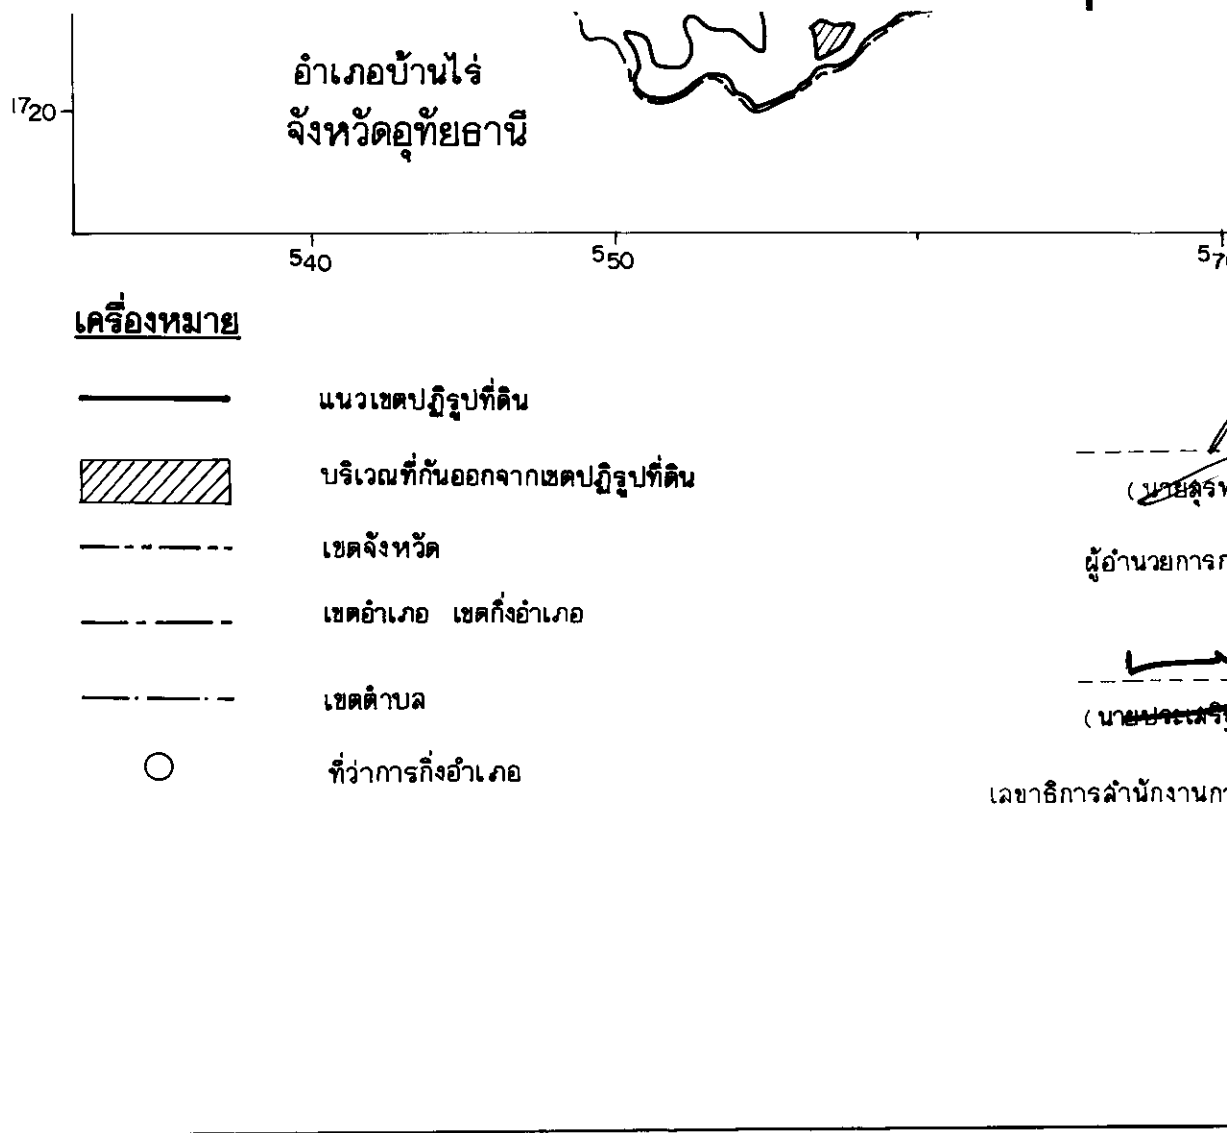 อำเภอบ้านไร่
จังหวัดอุทัยธานี
1720
540
550
เครื่องหมาย
แนวเขตปฏิรูปที่ดิน
บริเวณที่กันออกจากเขตปฏิรูปที่ดิน
เขตจังหวัด
เขตอำเภอ เขตกิ่งอำเภอ
เขตตำบล
ที่ว่าการกิ่งอำเภอ
ผู้อำนวยการ
เลขาธิการสำนักงาน